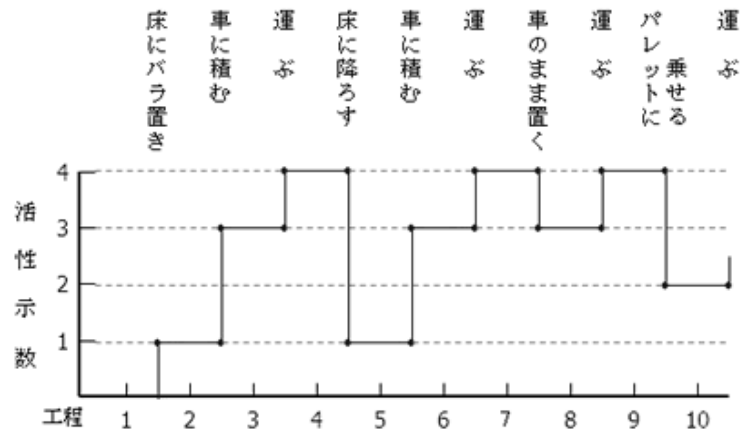 床にバラ置き
車に積む
運ぶ
床に降ろす
車に積む
運ぶ
車のまま置く
運ぶ
パレットに
乗せる
運ぶ
活性示数
4
3
2
1
工程 1 2 3 4 5 6 7 8 9 10